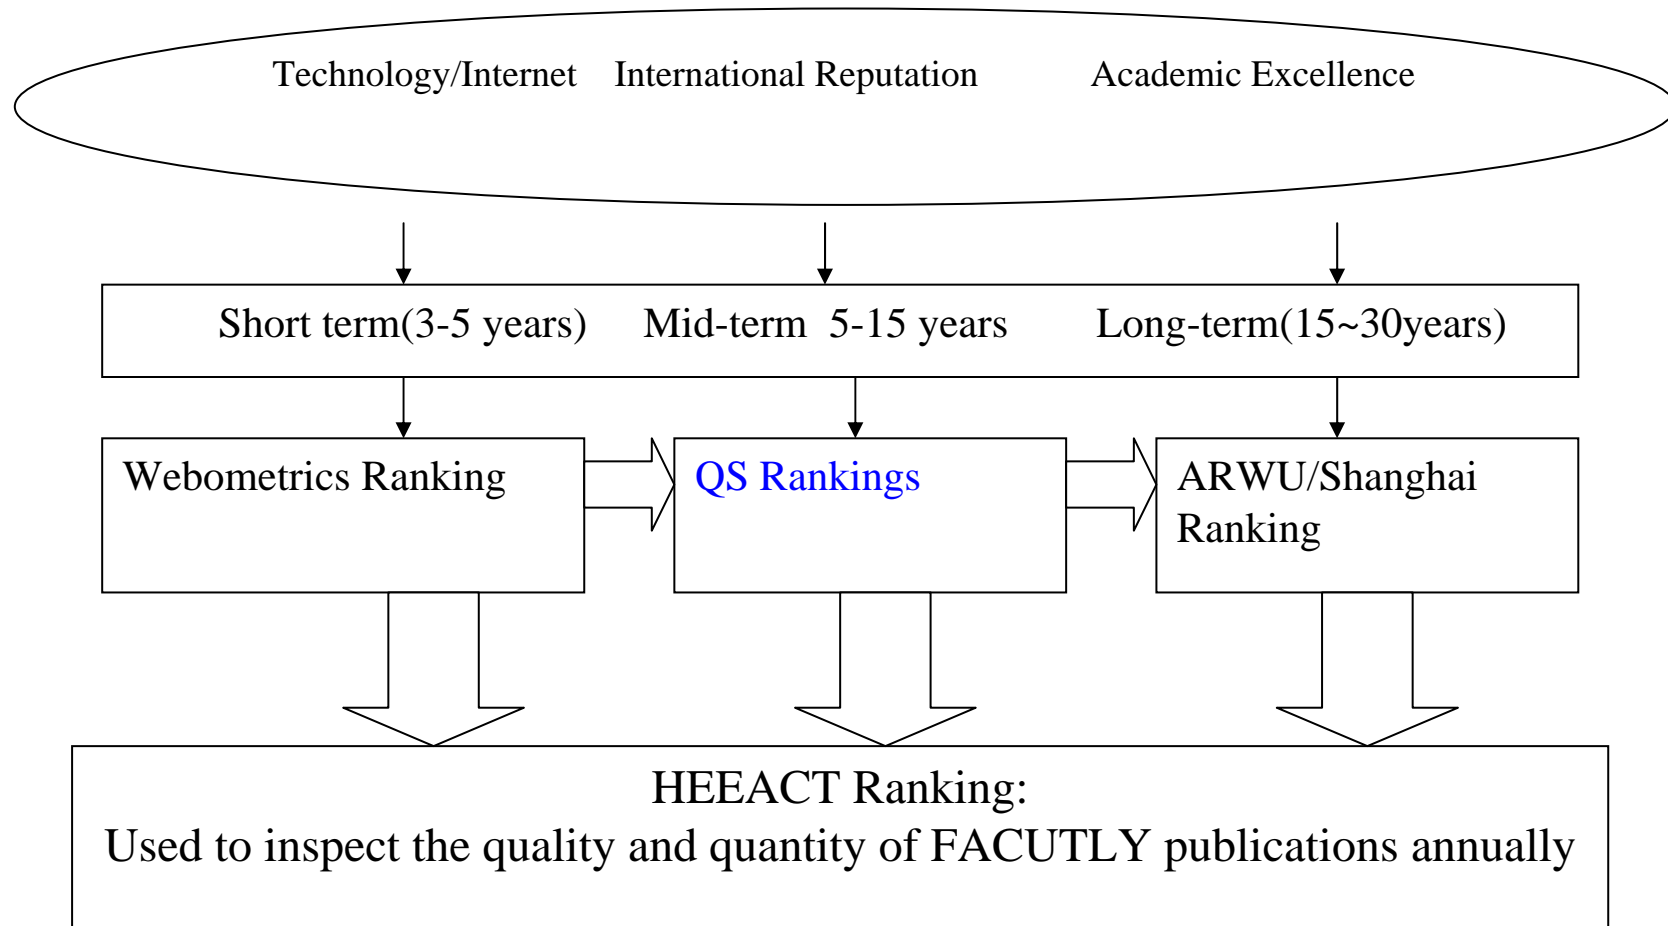 Technology/Internet International Reputation Academic Excellence
Short term(3-5 years) Mid-term 5-15 years Long-term(15~30years)
Webometrics Ranking
QS Rankings
ARWU/Shanghai
Ranking
HEEACT Ranking:
Used to inspect the quality and quantity of FACUTLY publications annually